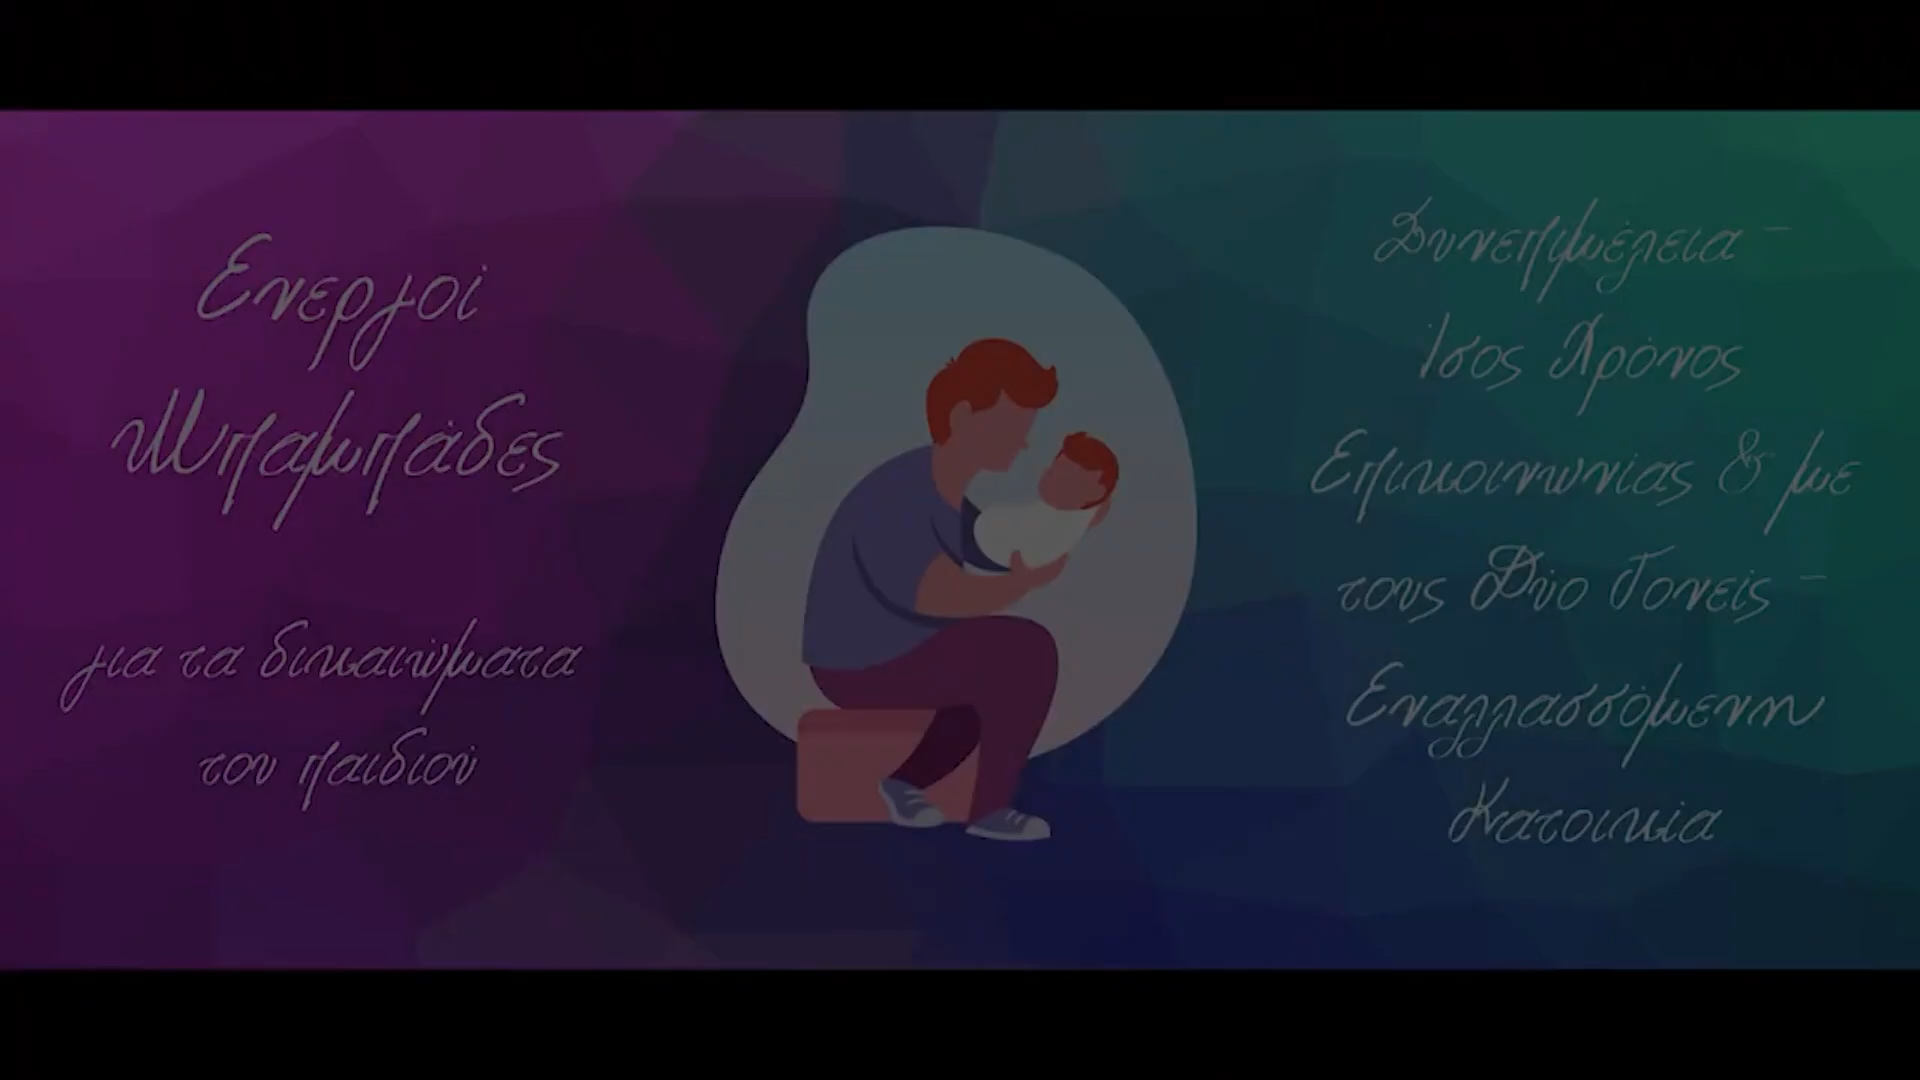 Ενεργοί
Μπαμπάδες
για τα δικαιώματα
του παιδιού
Συνεπιμέλεια -
Ίσος Χρόνος
Επικοινωνίας & με
τους Δύο Γονείς -
Εναλλασσόμενη
Κατοικία